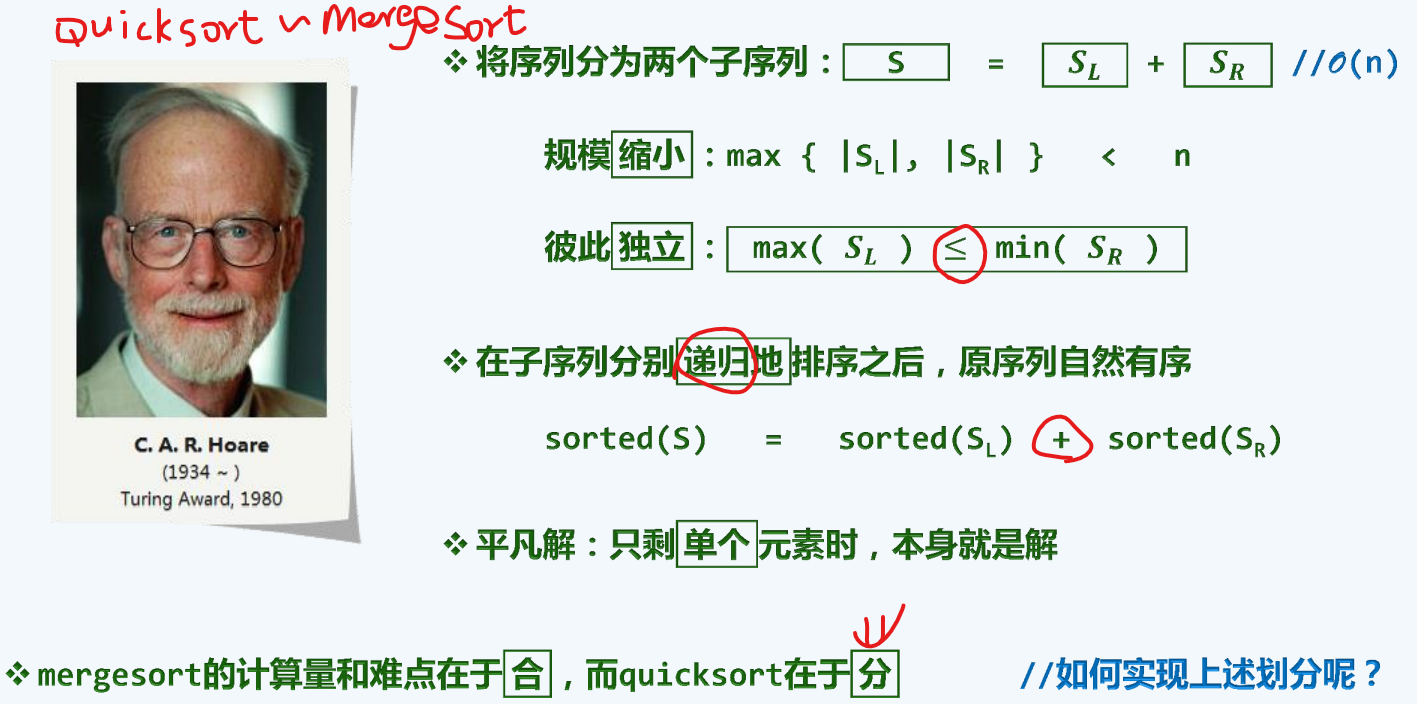 Quicksort ~ MergeSort
❖ 将序列分为两个子序列：S = S_L + S_R //O(n)
规模缩小：max { |S_L|, |S_R| } < n
彼此独立：max( S_L ) ≤ min( S_R )
❖ 在子序列分别递归地排序之后，原序列自然有序
sorted(S) = sorted(S_L) + sorted(S_R)
❖ 平凡解：只剩单个元素时，本身就是解
C. A. R. Hoare
(1934 ~ )
Turing Award, 1980
❖ mergesort的计算量和难点在于合，而quicksort在于分 //如何实现上述划分呢？